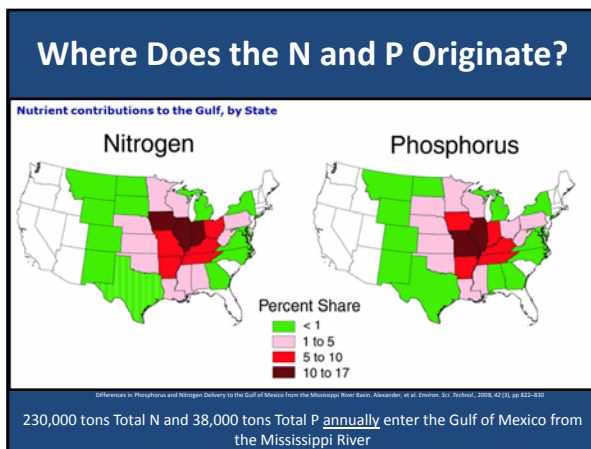 Where Does the N and P Originate?
Nutrient contributions to the Gulf, by State
Nitrogen
Phosphorus
Percent Share
< 1
1 to 5
5 to 10
10 to 17
Differences in Phosphorus and Nitrogen Delivery to the Gulf of Mexico from the Mississippi River Basin. Alexander, et al. Environ. Sci. Technol., 2008, 42 (3), pp 822–830
230,000 tons Total N and 38,000 tons Total P annually enter the Gulf of Mexico from
the Mississippi River